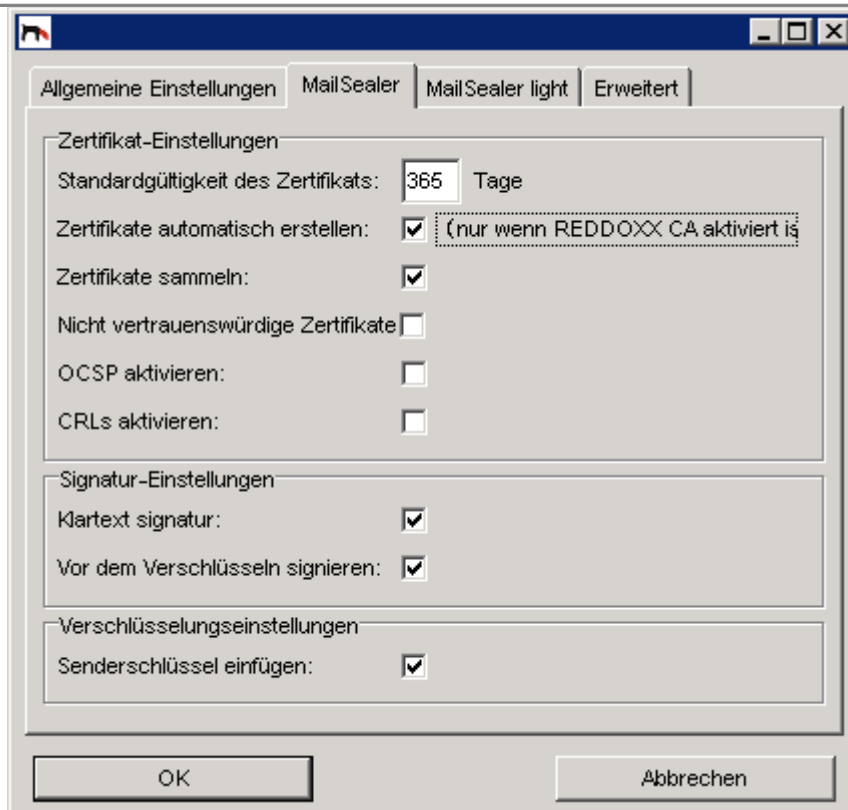 Allgemeine Einstellungen MailSealer MailSealer light Erweitert
Zertifikat-Einstellungen
Standardgültigkeit des Zertifikats: 365 Tage
Zertifikate automatisch erstellen: (nur wenn REDDOXX CA aktiviert is
Zertifikate sammeln:
Nicht vertrauenswürdige Zertifikate
OCSP aktivieren:
CRLs aktivieren:
Signatur-Einstellungen
Klartext signatur:
Vor dem Verschlüsseln signieren:
Verschlüsselungseinstellungen
Senderschlüssel einfügen:
OK Abbrechen